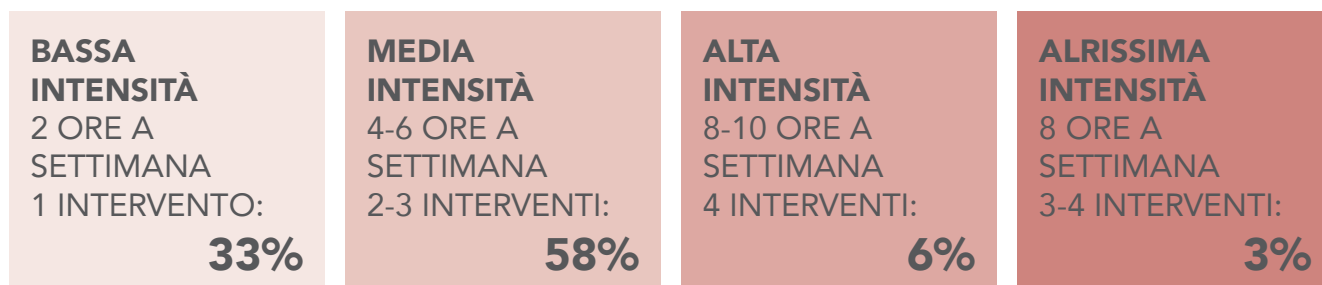 BASSA
INTENSITÀ
2 ORE A
SETTIMANA
1 INTERVENTO:
33%
MEDIA
INTENSITÀ
4-6 ORE A
SETTIMANA
2-3 INTERVENTI:
58%
ALTA
INTENSITÀ
8-10 ORE A
SETTIMANA
4 INTERVENTI:
6%
ALRISSIMA
INTENSITÀ
8 ORE A
SETTIMANA
3-4 INTERVENTI:
3%